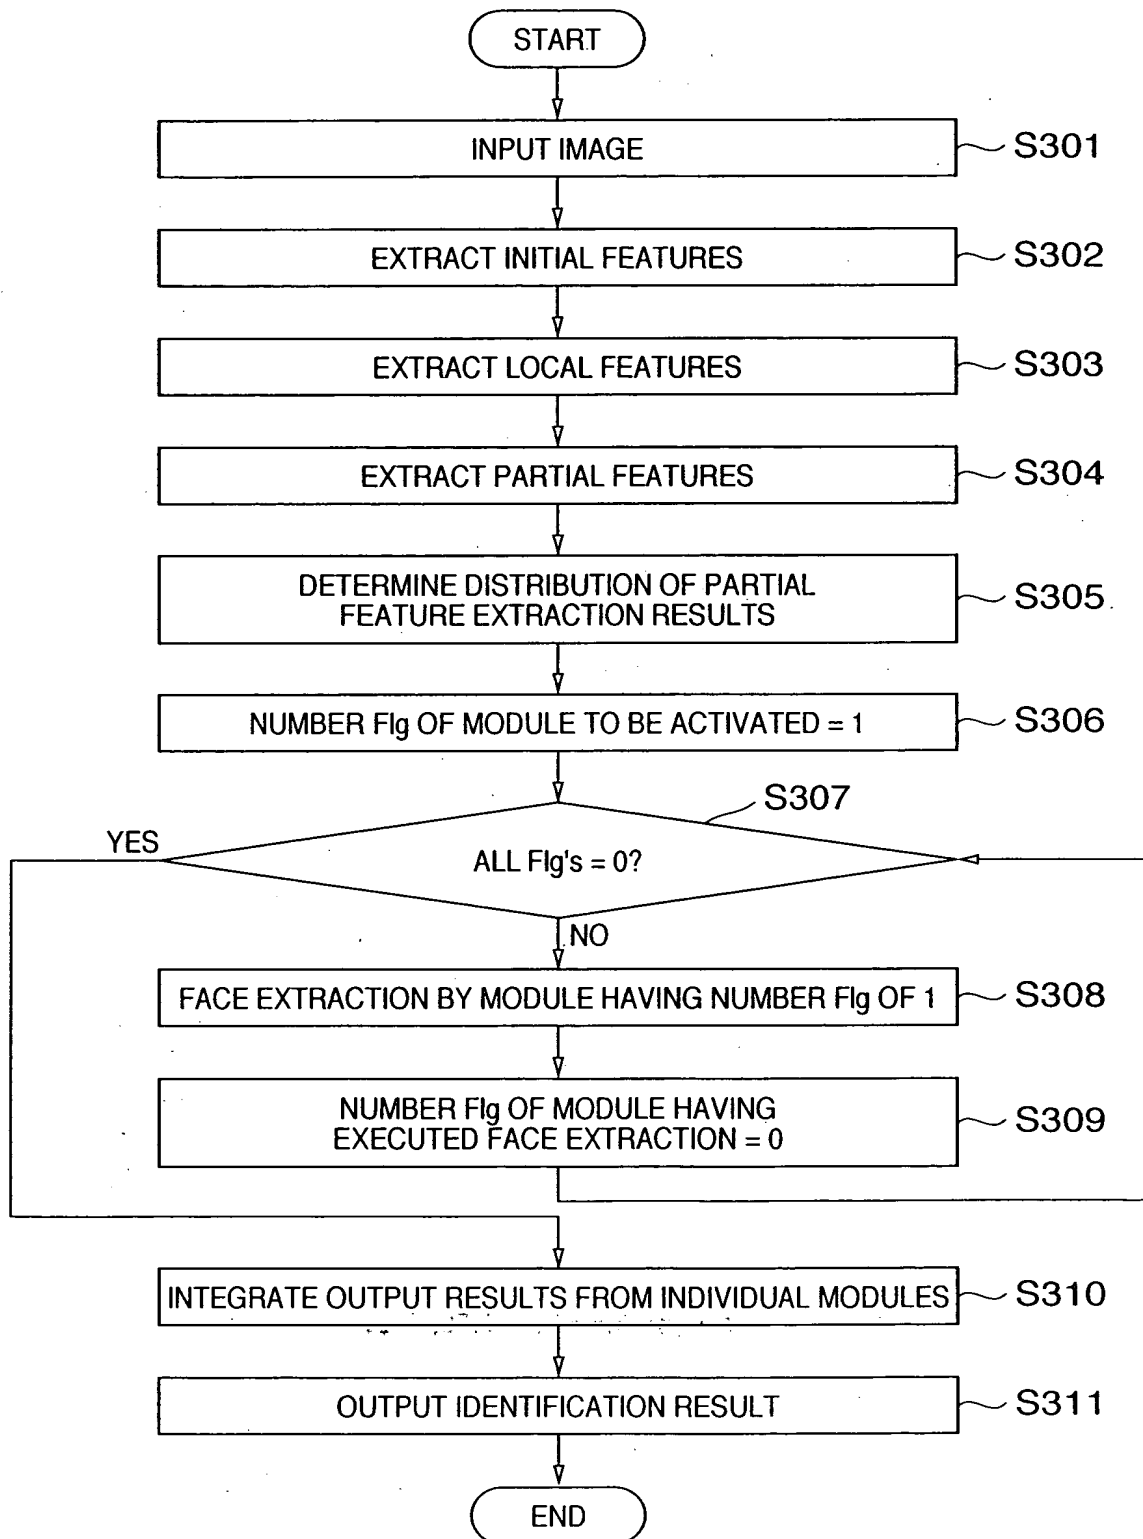 START
INPUT IMAGE
S301
EXTRACT INITIAL FEATURES
S302
EXTRACT LOCAL FEATURES
S303
EXTRACT PARTIAL FEATURES
S304
DETERMINE DISTRIBUTION OF PARTIAL
FEATURE EXTRACTION RESULTS
S305
NUMBER Flg OF MODULE TO BE ACTIVATED = 1
S306
S307
YES
ALL Flg's = 0?
NO
FACE EXTRACTION BY MODULE HAVING NUMBER Flg OF 1
S308
NUMBER Flg OF MODULE HAVING
EXECUTED FACE EXTRACTION = 0
S309
INTEGRATE OUTPUT RESULTS FROM INDIVIDUAL MODULES
S310
OUTPUT IDENTIFICATION RESULT
S311
END